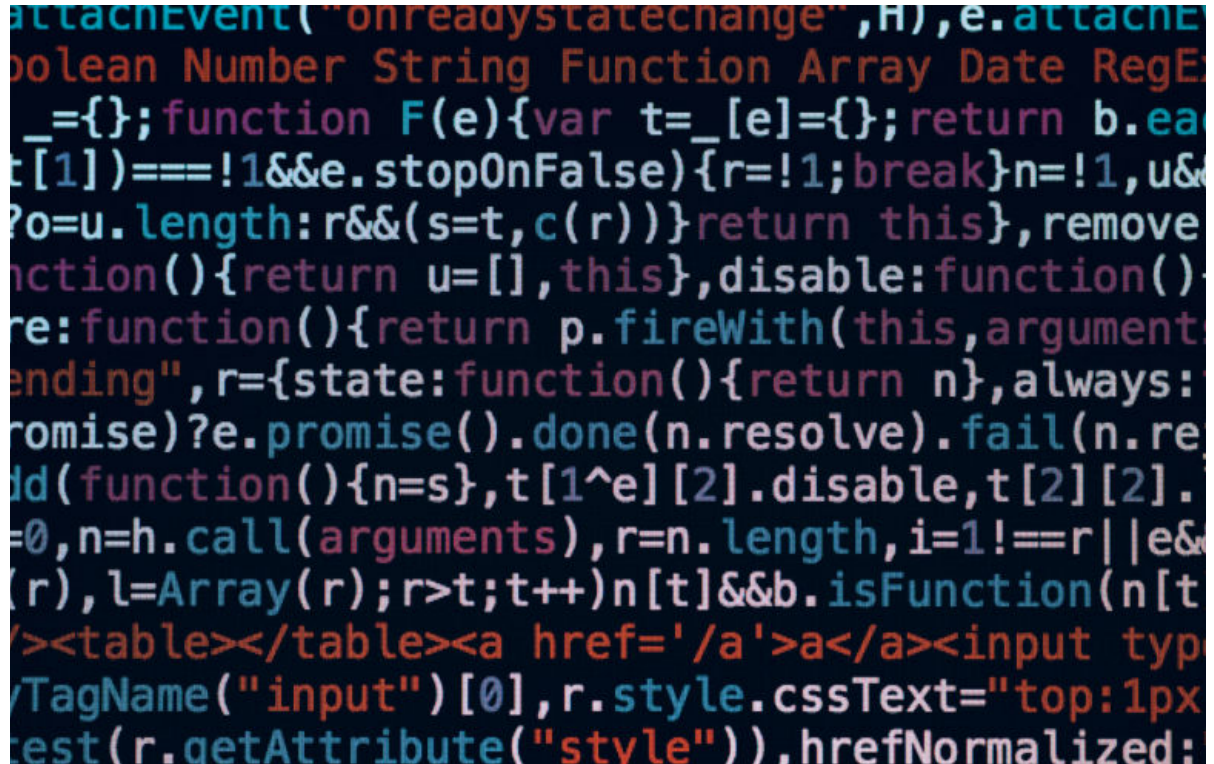 attachEvent("onreadystatechange",H),e.attachE
oolean Number String Function Array Date RegE
_={};function F(e){var t=_[e]={};return b.ea
t[1])===!1&&e.stopOnFalse){r=!1;break}n=!1,u&
?o=u.length:r&&(s=t,c(r))}return this},remove
nction(){return u=[],this},disable:function()
re:function(){return p.fireWith(this,argument
ending",r={state:function(){return n},always:
romise)?e.promise().done(n.resolve).fail(n.re
dd(function(){n=s},t[1^e][2].disable,t[2][2].
=0,n=h.call(arguments),r=n.length,i=1!==r||e&
(r),l=Array(r);r>t;t++)n[t]&&b.isFunction(n[t
/><table></table><a href='/a'>a</a><input typ
yTagName("input")[0],r.style.cssText="top:1px
test(r.getAttribute("style")),hrefNormalized: